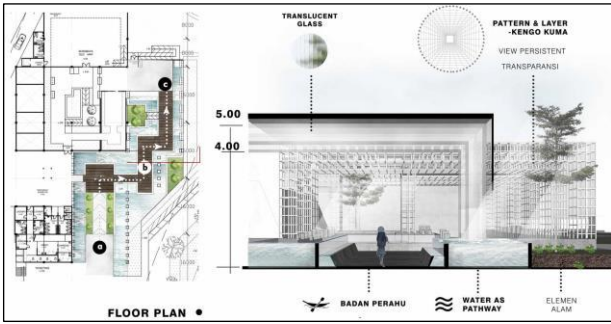 TRANSLUCENT
GLASS
PATTERN & LAYER
-KENGO KUMA
VIEW PERSISTENT
TRANSPARANSI
c
b
a
5.00
4.00
FLOOR PLAN
BADAN PERAHU
WATER AS
PATHWAY
ELEMEN
ALAM